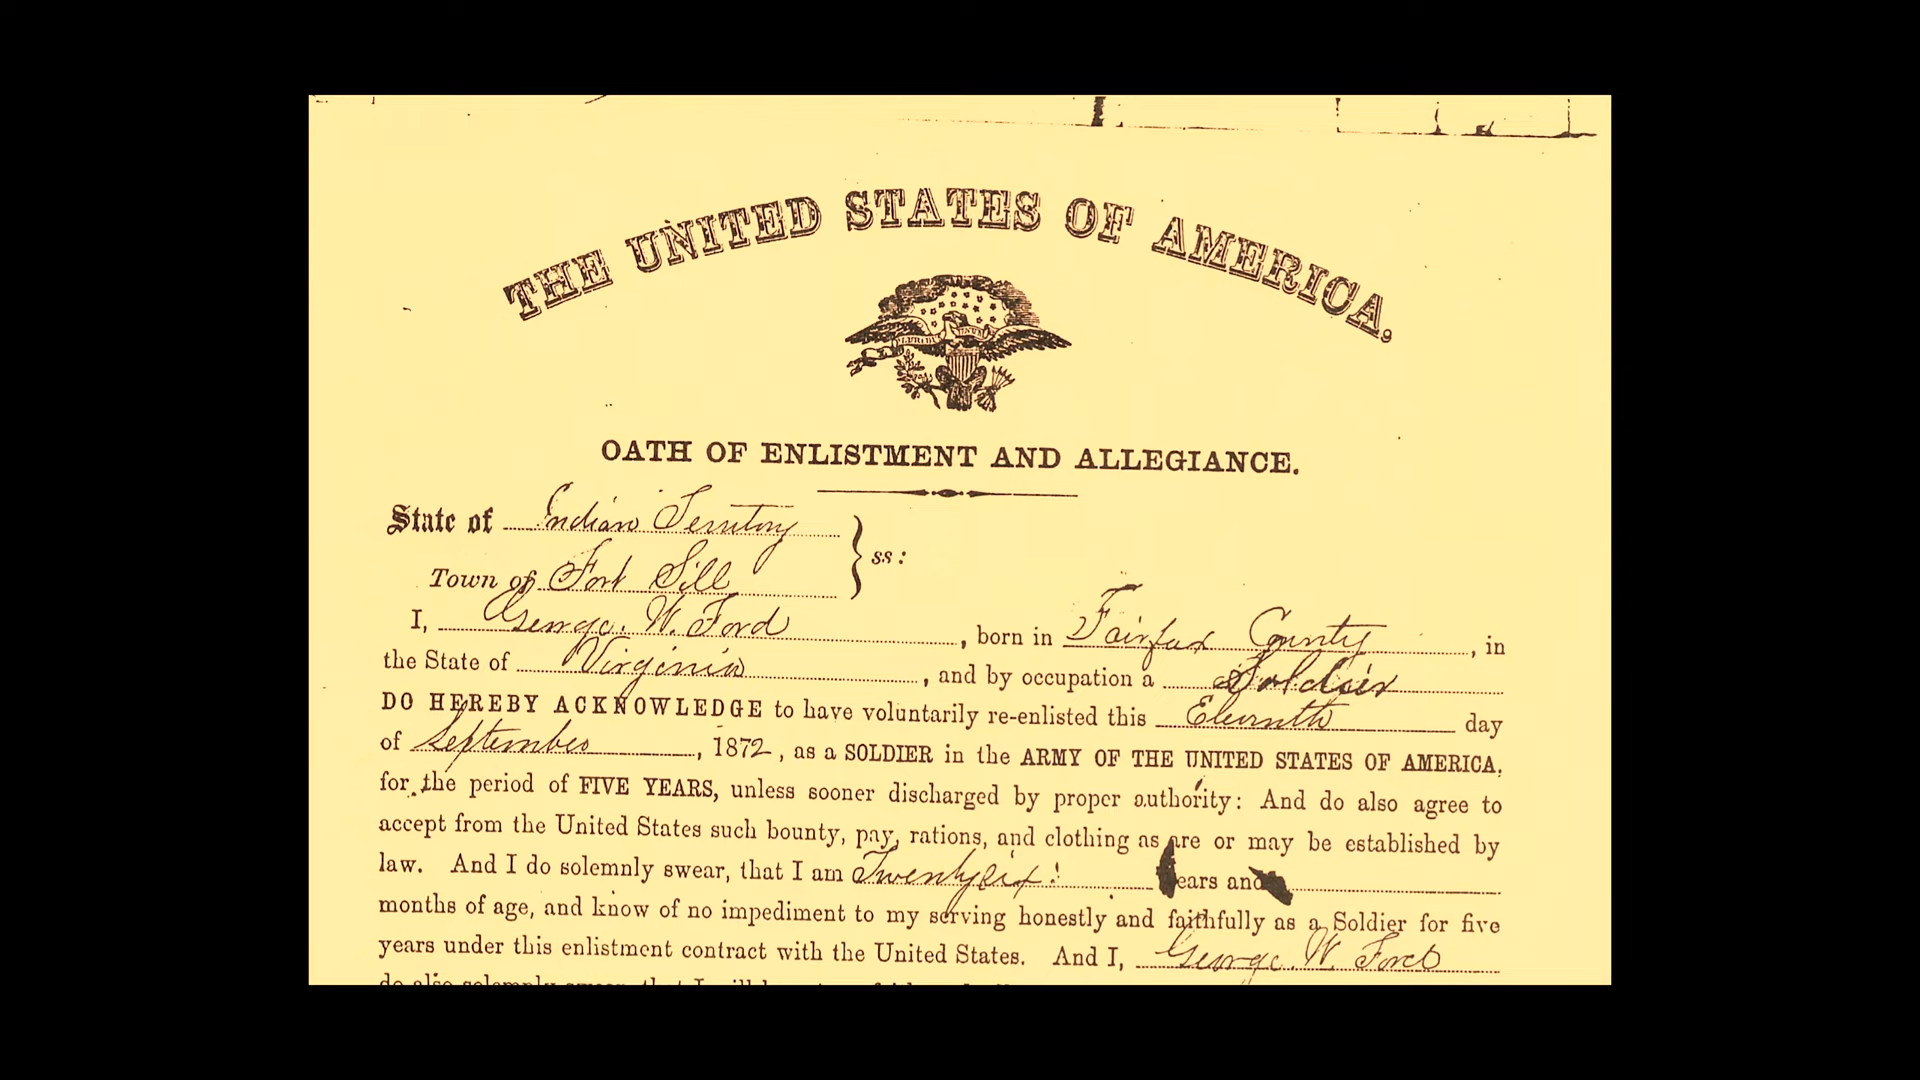 THE UNITED STATES OF AMERICA,
OATH OF ENLISTMENT AND ALLEGIANCE.
State of Indian Territory
ss:
Town of Fort Sill
I, George. W. Ford, born in Fairfax County, in
the State of Virginia, and by occupation a Soldier
DO HEREBY ACKNOWLEDGE to have voluntarily re-enlisted this Eleventh day
of September, 1872, as a SOLDIER in the ARMY OF THE UNITED STATES OF AMERICA,
for the period of FIVE YEARS, unless sooner discharged by proper authority: And do also agree to
accept from the United States such bounty, pay, rations, and clothing as are or may be established by
law. And I do solemnly swear, that I am Twentysix: years and
months of age, and know of no impediment to my serving honestly and faithfully as a Soldier for five
years under this enlistment contract with the United States. And I, George. W. Ford
do also solemnly swear, that I will